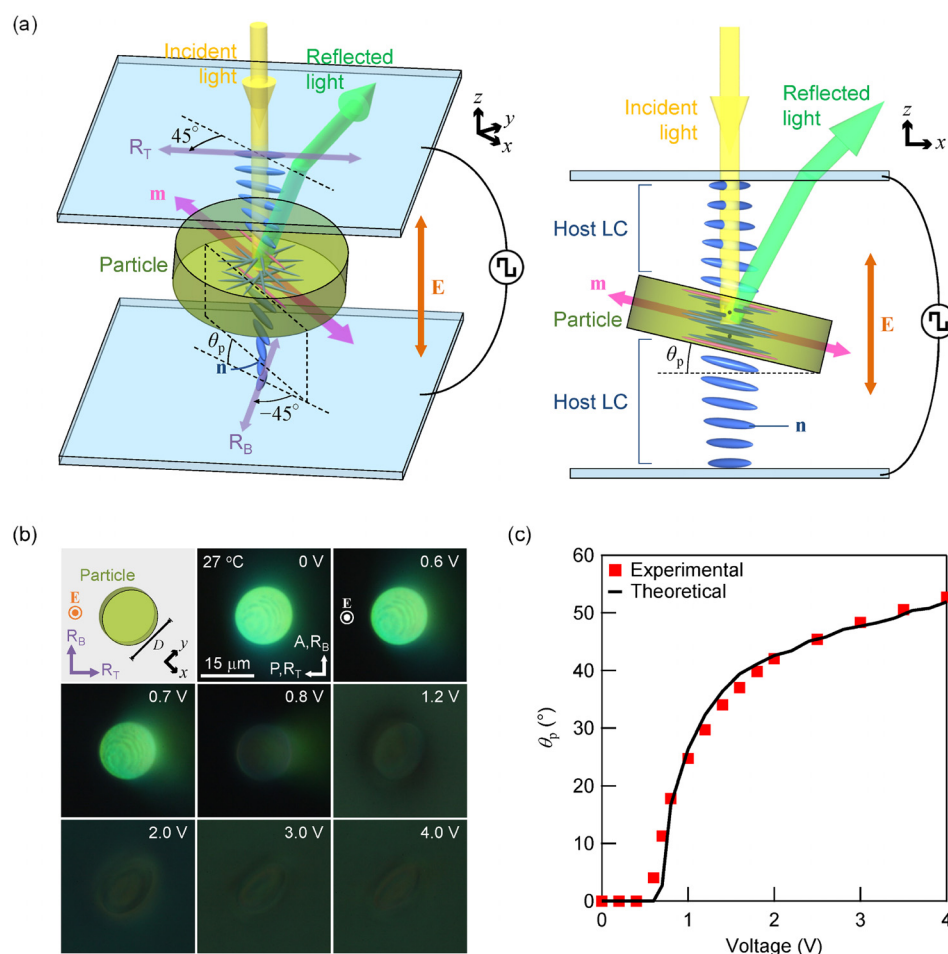 (a)
Incident
light
Reflected
light
z
y
x
45°
R_T
m
Particle
E
θ_p
n
−45°
R_B
Incident
light
Reflected
light
z
x
Host LC
m
Particle
E
θ_p
Host LC
n
(b)
Particle
E
R_B
D
y
R_T
x
27 °C
0 V
A,R_B
15 μm
P,R_T
0.6 V
E
0.7 V
0.8 V
1.2 V
2.0 V
3.0 V
4.0 V
(c)
60
50
40
30
20
10
0
θ_p (°)
Experimental
Theoretical
0
1
2
3
4
Voltage (V)